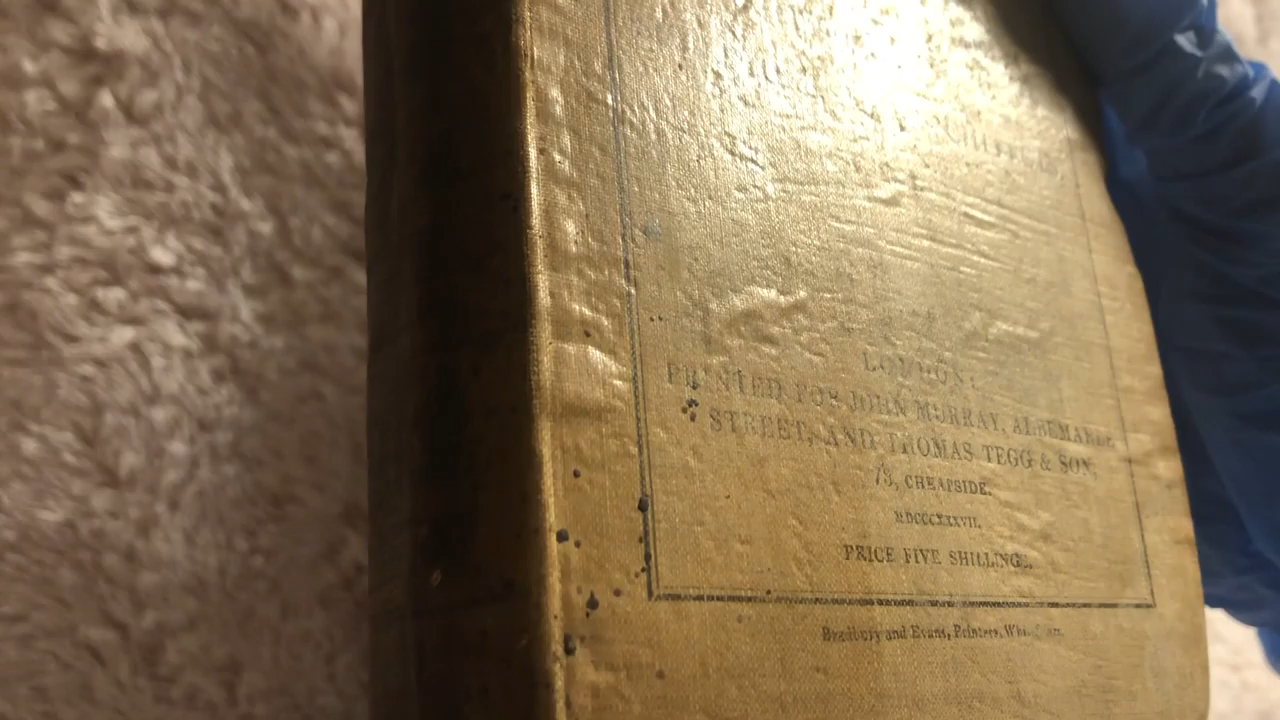 LONDON:
PRINTED FOR JOHN MURRAY, ALBEMARLE
STREET, AND THOMAS TEGG & SON,
73, CHEAPSIDE.
MDCCCXXXVII.
PRICE FIVE SHILLINGS.
Bradbury and Evans, Printers,